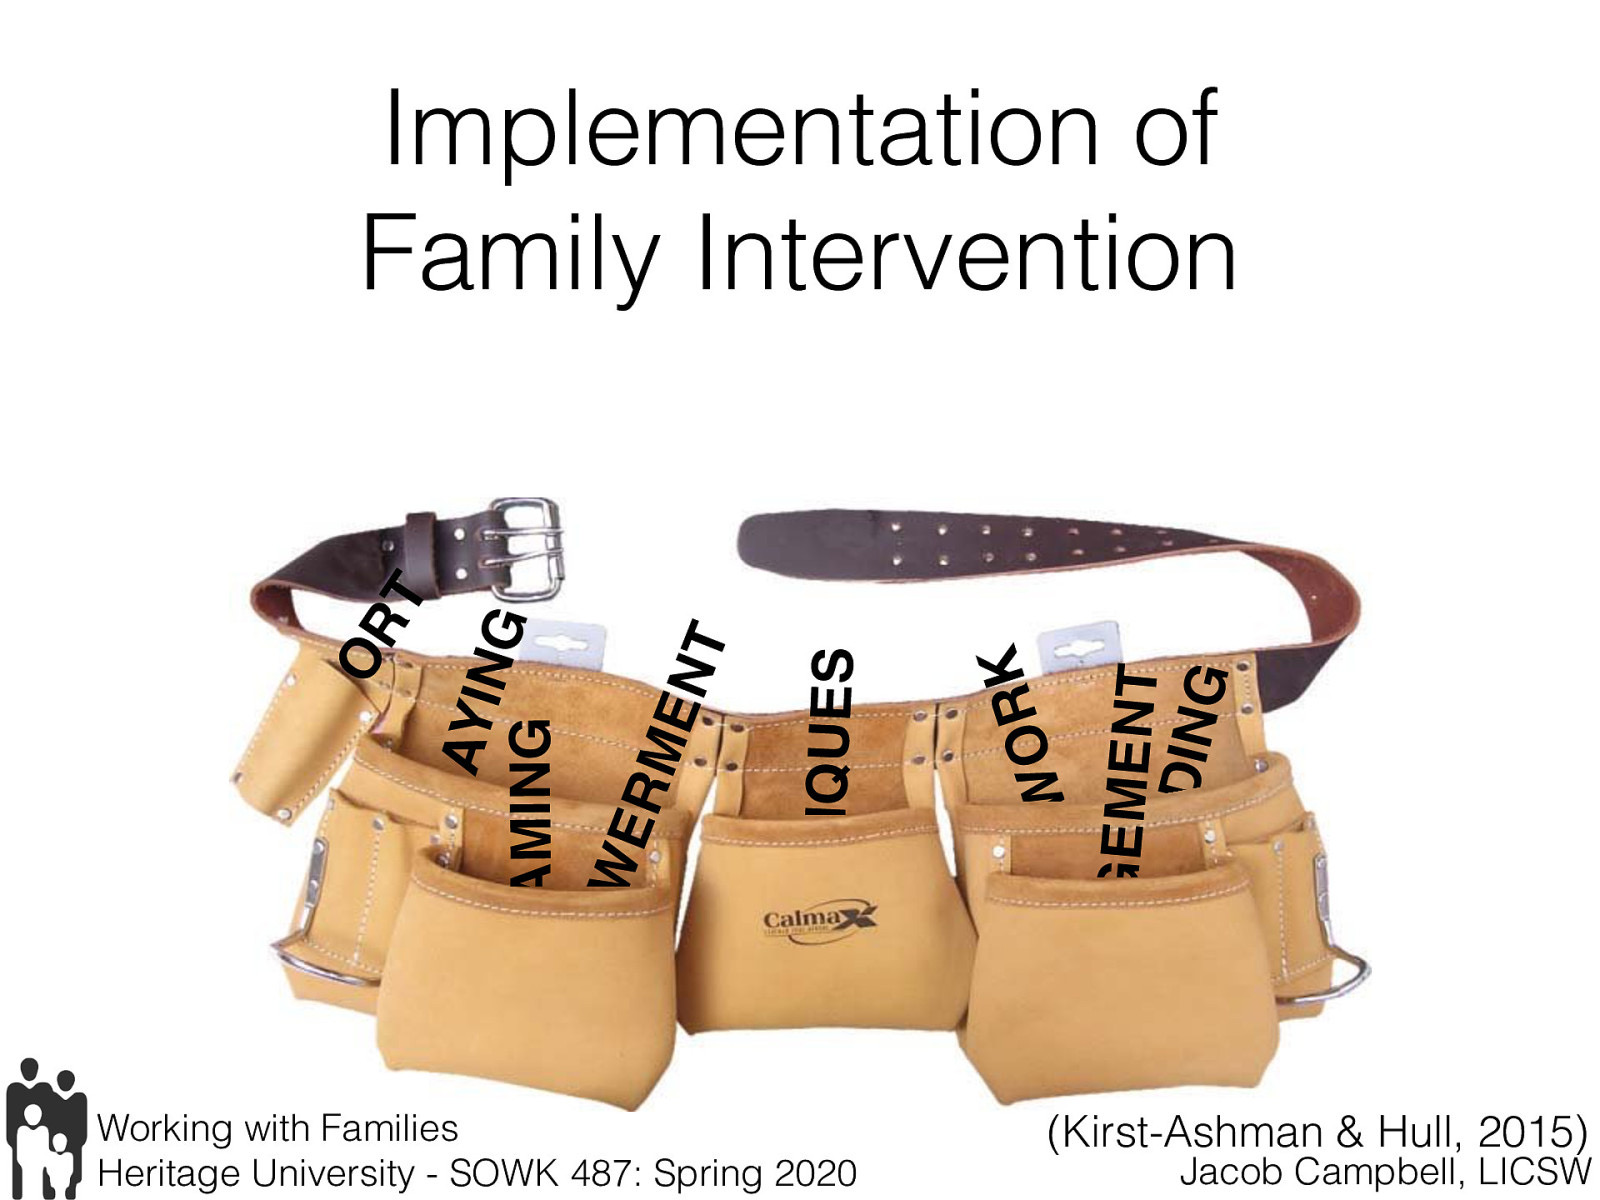 Implementation of
Family Intervention
ORT
AYING
AMING
WERMENT
IQUES
WORK
GEMENT
DING
CalmaX
Working with Families
Heritage University - SOWK 487: Spring 2020
(Kirst-Ashman & Hull, 2015)
Jacob Campbell, LICSW